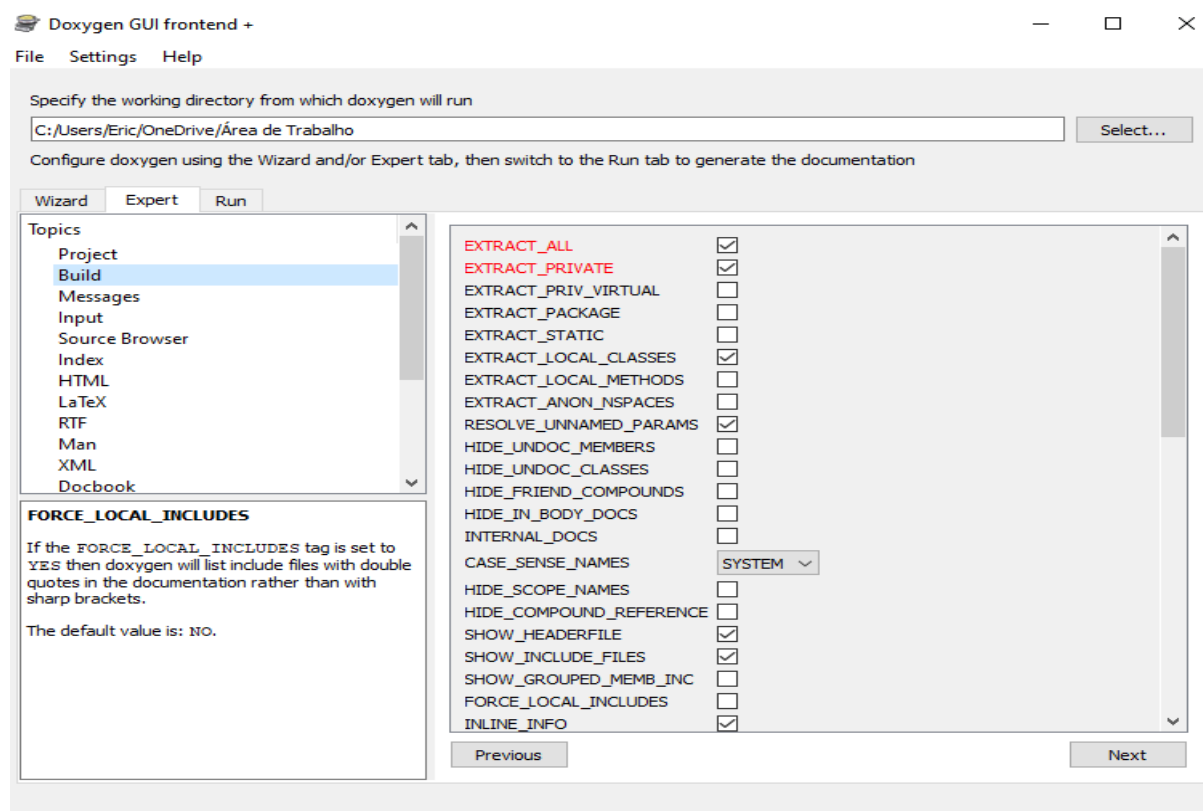 Doxygen GUI frontend +
File Settings Help
Specify the working directory from which doxygen will run
C:/Users/Eric/OneDrive/Área de Trabalho
Select...
Configure doxygen using the Wizard and/or Expert tab, then switch to the Run tab to generate the documentation
Wizard Expert Run
Topics
Project
Build
Messages
Input
Source Browser
Index
HTML
LaTeX
RTF
Man
XML
Docbook
FORCE_LOCAL_INCLUDES
If the FORCE_LOCAL_INCLUDES tag is set to
YES then doxygen will list include files with double
quotes in the documentation rather than with
sharp brackets.
The default value is: NO.
EXTRACT_ALL
EXTRACT_PRIVATE
EXTRACT_PRIV_VIRTUAL
EXTRACT_PACKAGE
EXTRACT_STATIC
EXTRACT_LOCAL_CLASSES
EXTRACT_LOCAL_METHODS
EXTRACT_ANON_NSPACES
RESOLVE_UNNAMED_PARAMS
HIDE_UNDOC_MEMBERS
HIDE_UNDOC_CLASSES
HIDE_FRIEND_COMPOUNDS
HIDE_IN_BODY_DOCS
INTERNAL_DOCS
CASE_SENSE_NAMES SYSTEM
HIDE_SCOPE_NAMES
HIDE_COMPOUND_REFERENCE
SHOW_HEADERFILE
SHOW_INCLUDE_FILES
SHOW_GROUPED_MEMB_INC
FORCE_LOCAL_INCLUDES
INLINE_INFO
Previous Next